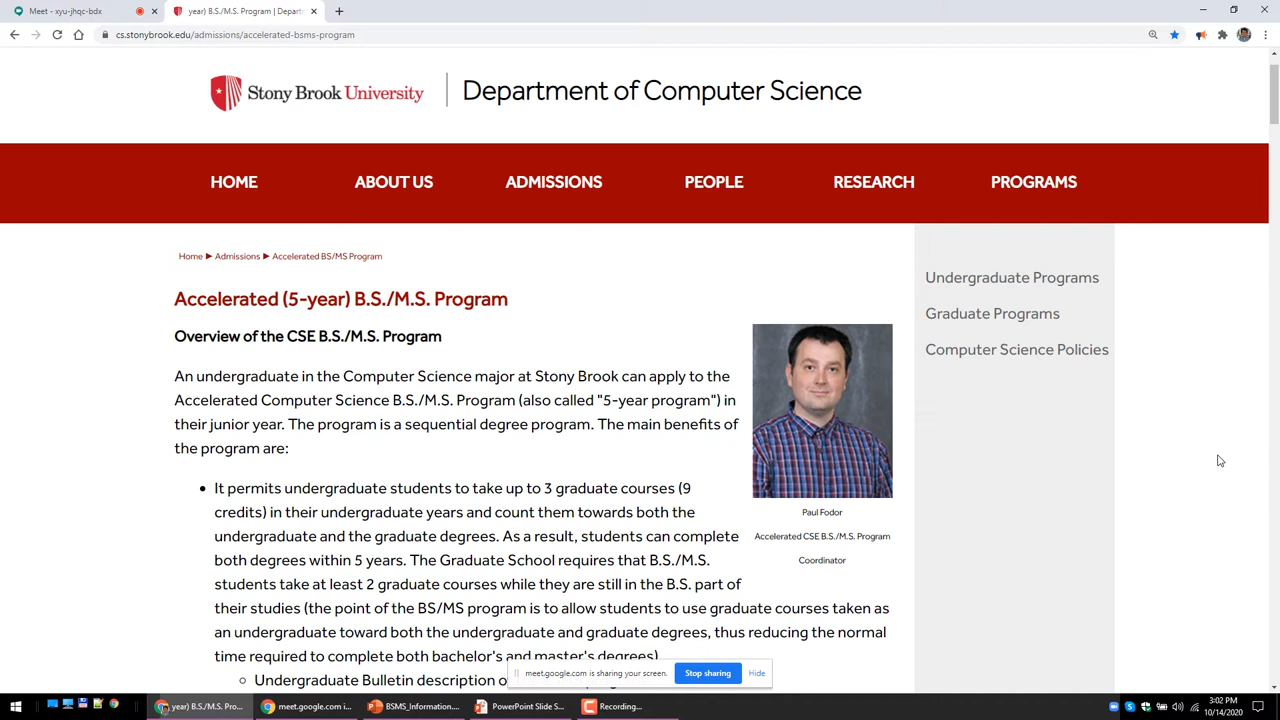 Meet - xyu-jhqc-bdx
year) B.S./M.S. Program | Depart
cs.stonybrook.edu/admissions/accelerated-bsms-program
Stony Brook University
Department of Computer Science
HOME
ABOUT US
ADMISSIONS
PEOPLE
RESEARCH
PROGRAMS
Home ▶ Admissions ▶ Accelerated BS/MS Program
Accelerated (5-year) B.S./M.S. Program
Overview of the CSE B.S./M.S. Program
An undergraduate in the Computer Science major at Stony Brook can apply to the
Accelerated Computer Science B.S./M.S. Program (also called "5-year program") in
their junior year. The program is a sequential degree program. The main benefits of
the program are:
It permits undergraduate students to take up to 3 graduate courses (9
credits) in their undergraduate years and count them towards both the
undergraduate and the graduate degrees. As a result, students can complete
both degrees within 5 years. The Graduate School requires that B.S./M.S.
students take at least 2 graduate courses while they are still in the B.S. part of
their studies (the point of the BS/MS program is to allow students to use graduate courses taken as
an undergraduate toward both the undergraduate and graduate degrees, thus reducing the normal
time required to complete both bachelor's and master's degrees)
Undergraduate Bulletin description o
Paul Fodor
Accelerated CSE B.S./M.S. Program
Coordinator
Undergraduate Programs
Graduate Programs
Computer Science Policies
meet.google.com is sharing your screen.
Stop sharing
Hide
year) B.S./M.S. Pro...
meet.google.com i...
BSMS_Information....
PowerPoint Slide S...
Recording...
3:02 PM
10/14/2020